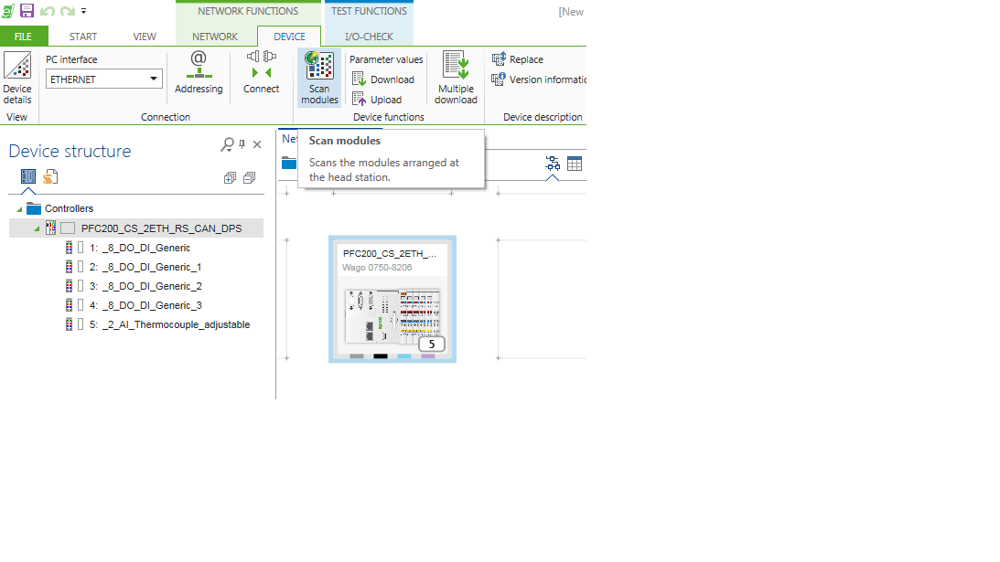 NETWORK FUNCTIONS
TEST FUNCTIONS
[New
FILE
START
VIEW
NETWORK
DEVICE
I/O-CHECK
PC interface
ETHERNET
Device
details
View
Addressing
Connect
Connection
Scan
modules
Parameter values
Download
Upload
Multiple
download
Device functions
Replace
Version informatic
Device description
Device structure
Net
Scan modules
Scans the modules arranged at
the head station.
Controllers
PFC200_CS_2ETH_RS_CAN_DPS
1: _8_DO_DI_Generic
2: _8_DO_DI_Generic_1
3: _8_DO_DI_Generic_2
4: _8_DO_DI_Generic_3
5: _2_AI_Thermocouple_adjustable
PFC200_CS_2ETH_...
Wago 0750-8206
5